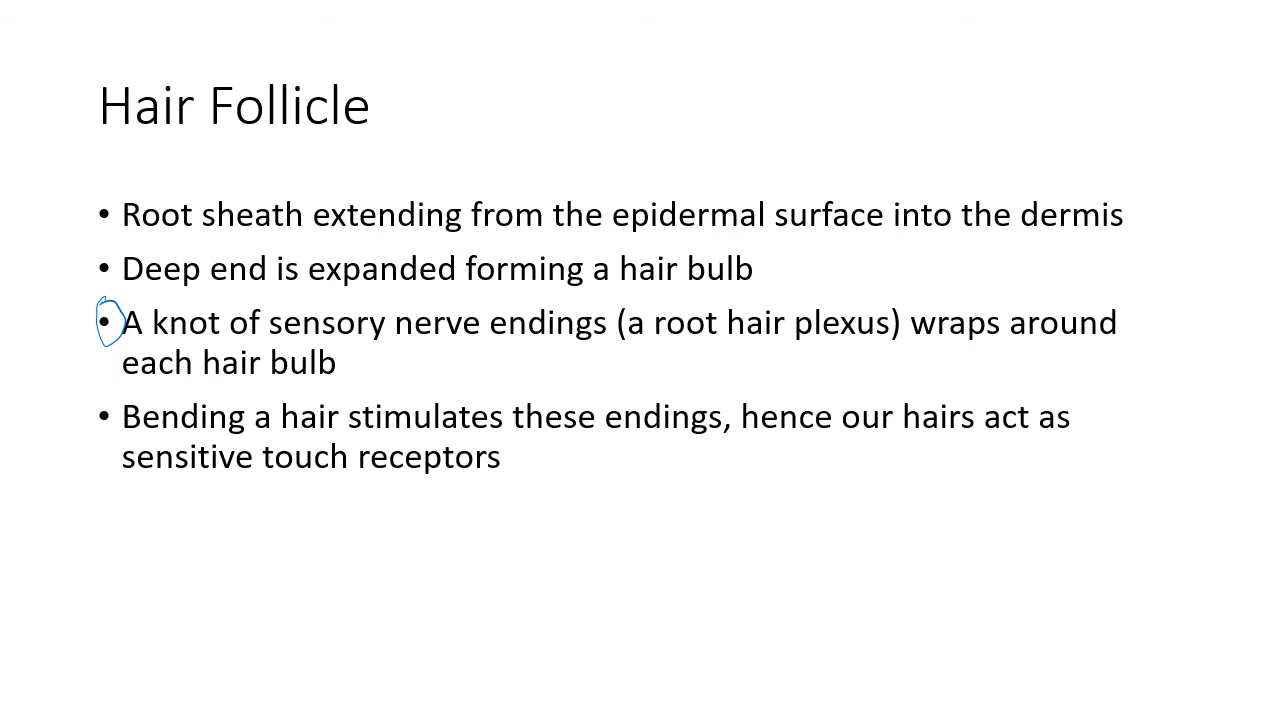 Hair Follicle
• Root sheath extending from the epidermal surface into the dermis
• Deep end is expanded forming a hair bulb
• A knot of sensory nerve endings (a root hair plexus) wraps around
each hair bulb
• Bending a hair stimulates these endings, hence our hairs act as
sensitive touch receptors